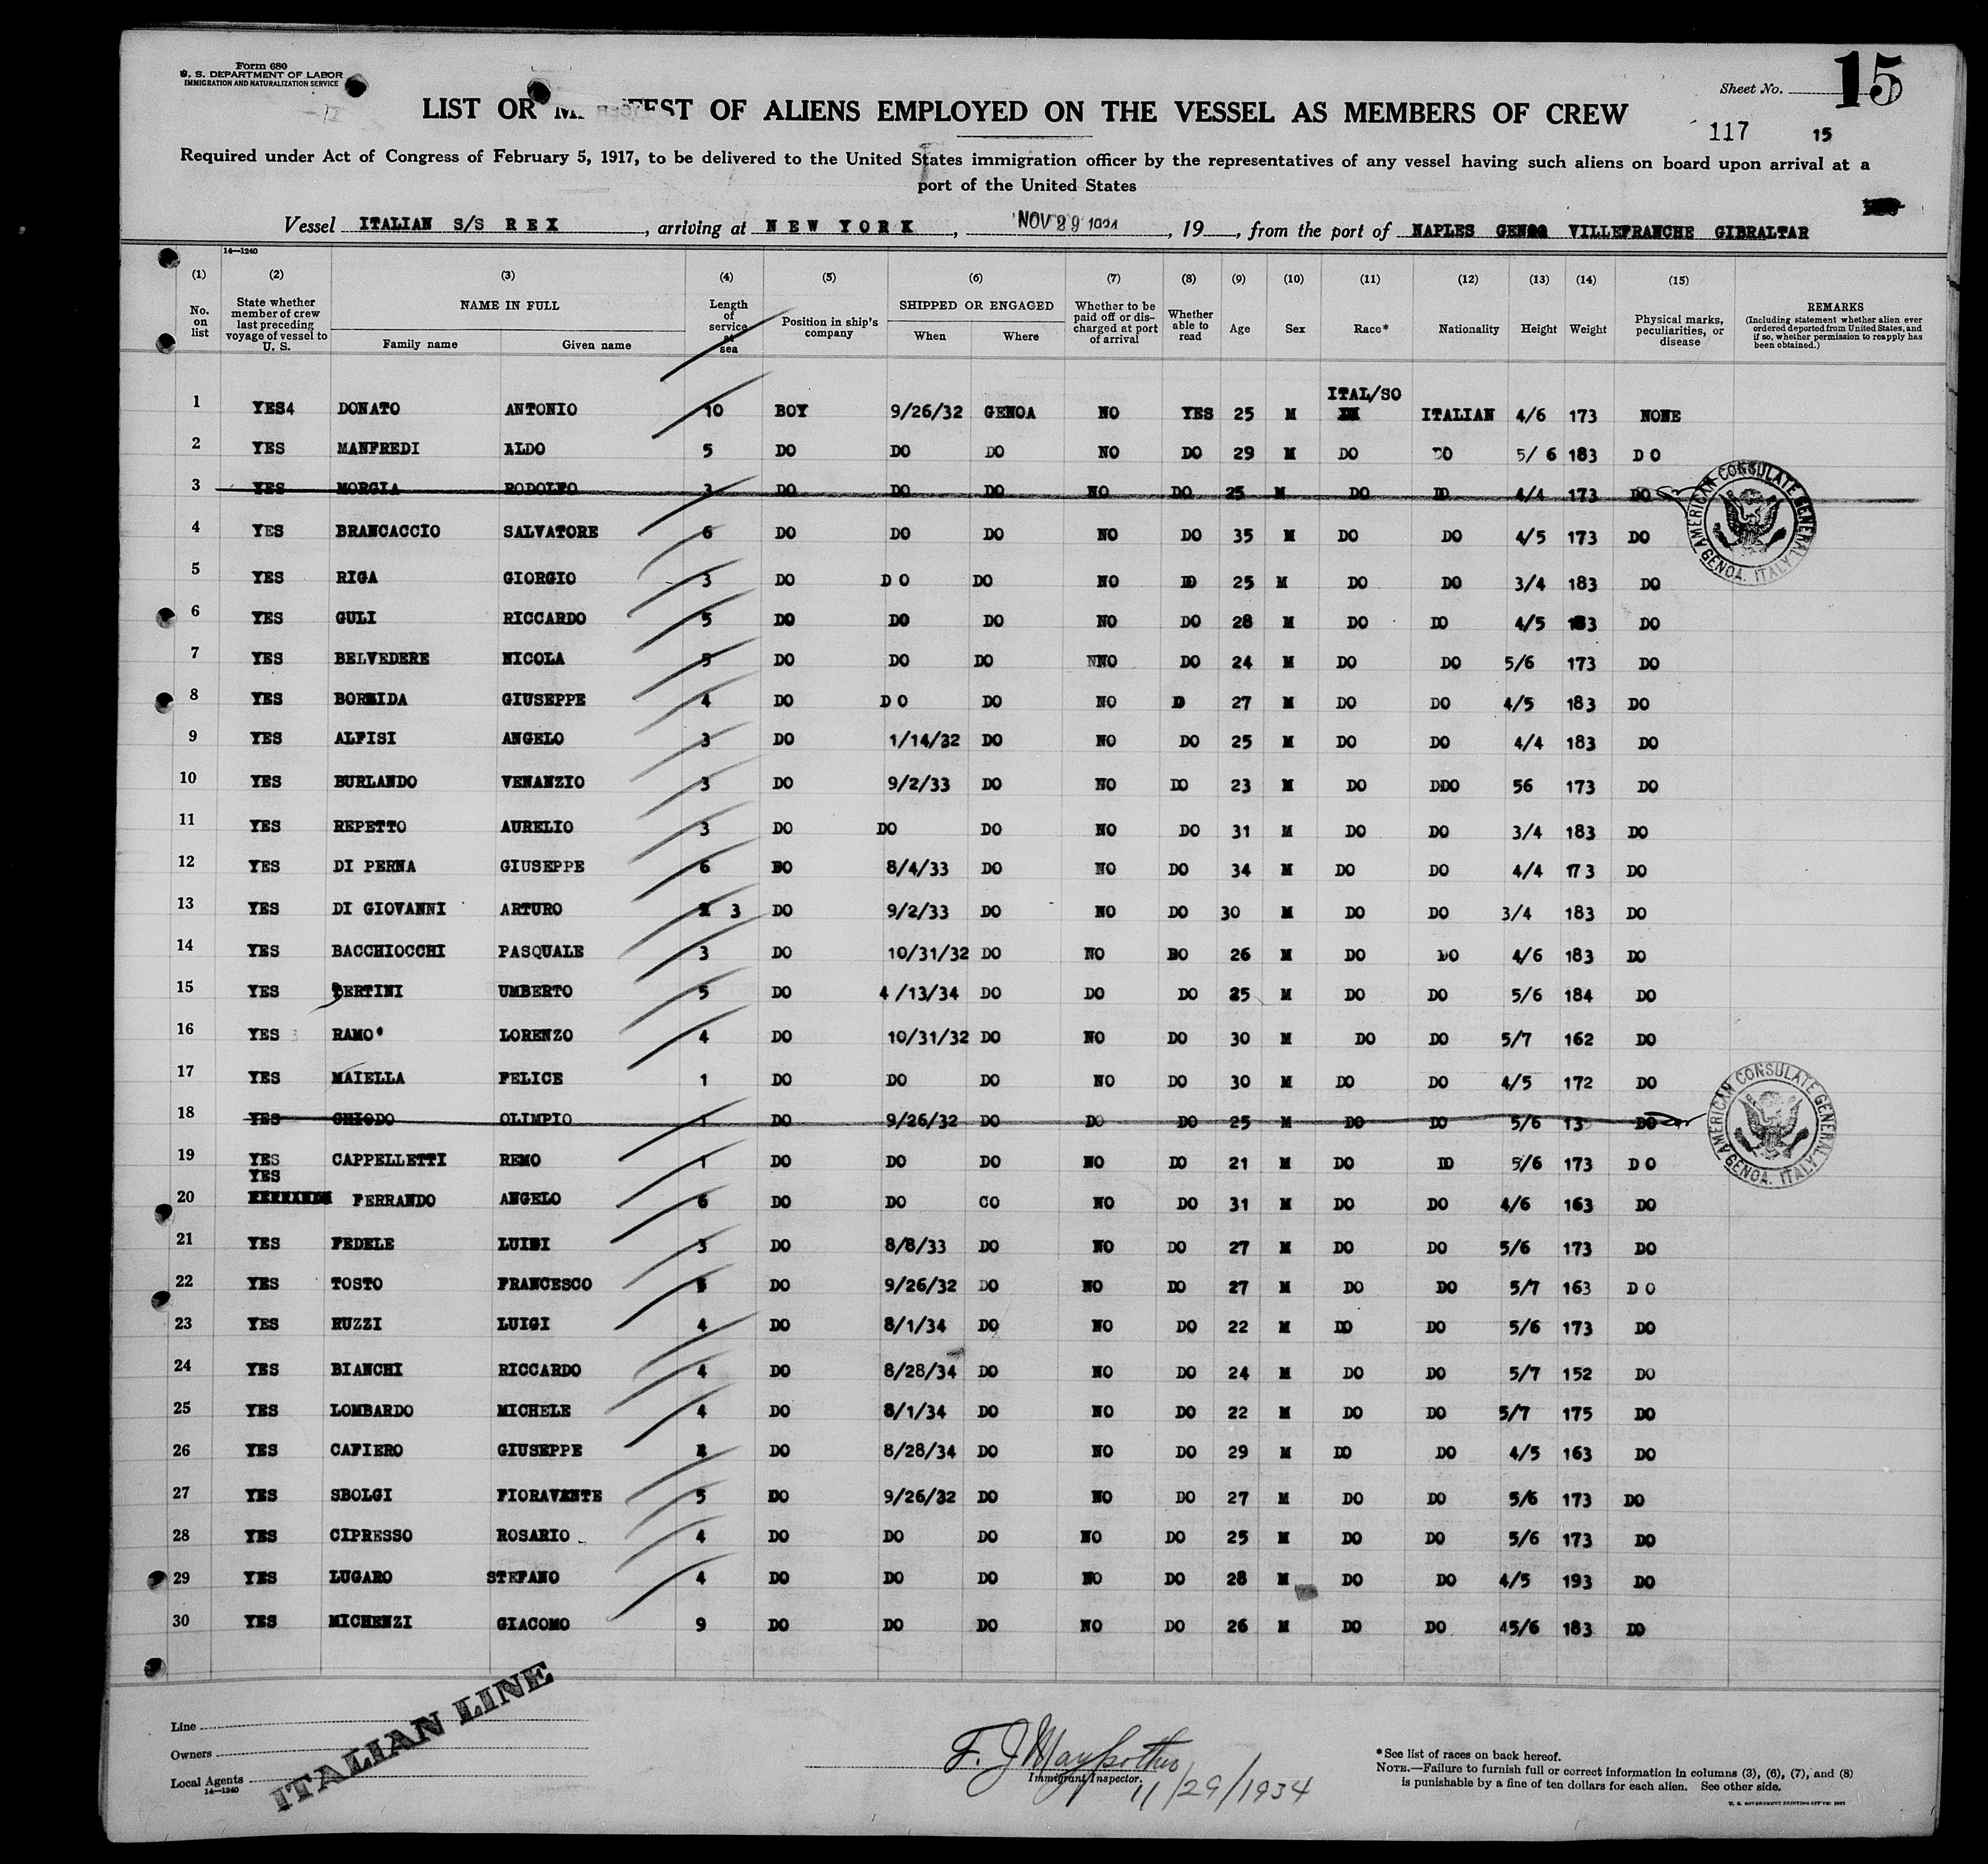 Form 680
U. S. DEPARTMENT OF LABOR
IMMIGRATION AND NATURALIZATION SERVICE
Sheet No. 15
LIST OR M FEST OF ALIENS EMPLOYED ON THE VESSEL AS MEMBERS OF CREW
117 15
Required under Act of Congress of February 5, 1917, to be delivered to the United States immigration officer by the representatives of any vessel having such aliens on board upon arrival at a
port of the United States
Vessel ITALIAN S/S REX, arriving at NEW YORK, NOV 29 1934, 19, from the port of NAPLES GENOA VILLEFRANCHE GIBRALTAR
14—1240
(1) (2) (3) (4) (5) (6) (7) (8) (9) (10) (11) (12) (13) (14) (15)
No. on list
State whether member of crew last preceding voyage of vessel to U. S.
NAME IN FULL
Family name Given name
Length of service at sea
Position in ship's company
SHIPPED OR ENGAGED
When Where
Whether to be paid off or discharged at port of arrival
Whether able to read
Age
Sex
Race*
Nationality
Height
Weight
Physical marks, peculiarities, or disease
REMARKS
(Including statement whether alien ever ordered deported from United States, and if so, whether permission to reapply has been obtained.)
ITAL/SO
1 YES4 DONATO ANTONIO 10 BOY 9/26/32 GENOA NO YES 25 M ITALIAN 4/6 173 NONE
2 YES MANFREDI ALDO 5 DO DO DO NO DO 29 M DO DO 5/ 6 183 D O
3 YES MORGIA RODOLFO 3 DO DO DO NO DO 25 M DO D 4/4 173 DO
4 YES BRANCACCIO SALVATORE 6 DO DO DO NO DO 35 M DO DO 4/5 173 DO
5 YES RIGA GIORGIO 3 DO D O DO NO D 25 M DO DO 3/4 183 DO
6 YES GULI RICCARDO 5 DO DO DO NO DO 28 M DO DO 4/5 183 DO
7 YES BELVEDERE NICOLA 5 DO DO DO NNO DO 24 M DO DO 5/6 173 DO
8 YES BORMIDA GIUSEPPE 4 DO D O DO NO D 27 M DO DO 4/5 183 DO
9 YES ALFISI ANGELO 3 DO 1/14/32 DO NO DO 25 M DO DO 4/4 183 DO
10 YES BURLANDO VENANZIO 3 DO 9/2/33 DO NO DO 23 M DO DDO 56 173 DO
11 YES REPETTO AURELIO 3 DO DO DO NO DO 31 M DO DO 3/4 183 DO
12 YES DI PERNA GIUSEPPE 6 DO 8/4/33 DO NO DO 34 M DO DO 4/4 173 DO
13 YES DI GIOVANNI ARTURO 3 DO 9/2/33 DO NO DO 30 M DO DO 3/4 183 DO
14 YES BACCHIOCCHI PASQUALE 3 DO 10/31/32 DO NO DO 26 M DO DO 4/6 183 DO
15 YES BERTINI UMBERTO 5 DO 4 /13/34 DO DO DO 25 M DO DO 5/6 184 DO
16 YES RAMO' LORENZO 4 DO 10/31/32 DO NO DO 30 M DO DO 5/7 162 DO
17 YES MAIELLA FELICE 1 DO DO DO NO DO 30 M DO DO 4/5 172 DO
18 YES CHIODO OLIMPIO 1 DO 9/26/32 DO DO DO 25 M DO DO 5/6 13 DO
19 YES CAPPELLETTI REMO 1 DO DO DO NO DO 21 M DO D 5/6 173 D O
YES
20 FERRANDO ANGELO 6 DO DO CO NO DO 31 M DO DO 4/6 163 DO
21 YES FEDELE LUIGI 3 DO 8/8/33 DO NO DO 27 M DO DO 5/6 173 DO
22 YES TOSTO FRANCESCO DO 9/26/32 DO NO DO 27 M DO DO 5/7 163 D O
23 YES RUZZI LUIGI 4 DO 8/1/34 DO NO DO 22 M DO DO 5/6 173 DO
24 YES BIANCHI RICCARDO 4 DO 8/28/34 DO NO DO 24 M DO DO 5/7 152 DO
25 YES LOMBARDO MICHELE 4 DO 8/1/34 DO NO DO 22 M DO DO 5/7 175 DO
26 YES CAFIERO GIUSEPPE DO 8/28/34 DO NO DO 29 M DO DO 4/5 163 DO
27 YES SBOLGI FIORAVANTE 5 DO 9/26/32 DO NO DO 27 M DO DO 5/6 173 DO
28 YES CIPRESSO ROSARIO 4 DO DO DO NO DO 25 M DO DO 5/6 173 DO
29 YES LUGARO STEFANO 4 DO DO DO NO DO 28 M DO DO 4/5 193 DO
30 YES MICHENZI GIACOMO 9 DO DO DO NO DO 26 M DO DO 45/6 183 DO
AMERICAN CONSULATE GENERAL
GENOA, ITALY
AMERICAN CONSULATE GENERAL
GENOA, ITALY
Line
Owners
Local Agents
14—1240
ITALIAN LINE
F. J.
Immigrant Inspector.
11/29/1934
*See list of races on back hereof.
NOTE.—Failure to furnish full or correct information in columns (3), (6), (7), and (8)
is punishable by a fine of ten dollars for each alien. See other side.
U. S. GOVERNMENT PRINTING OFFICE